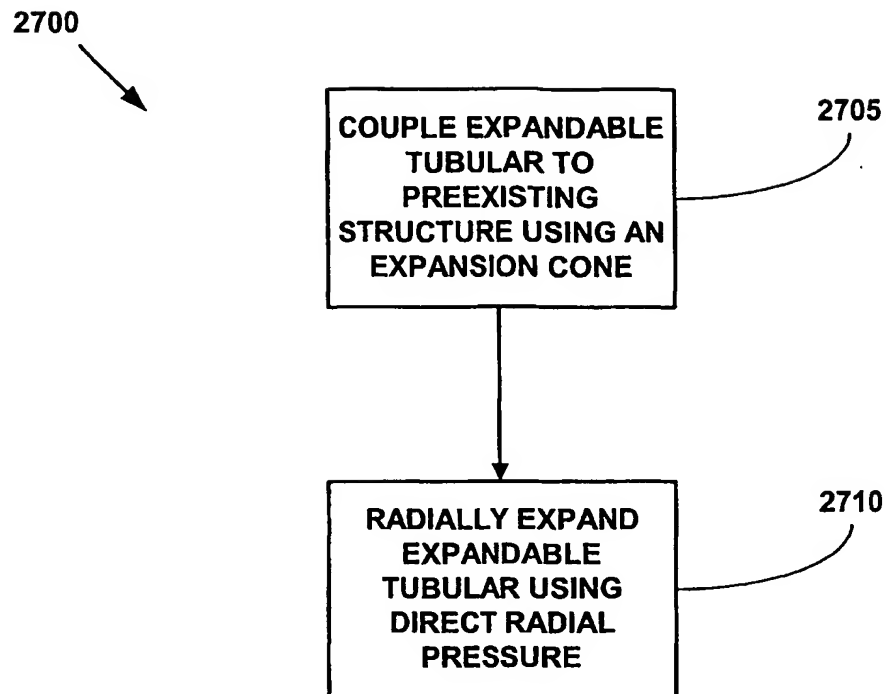 2700
COUPLE EXPANDABLE
TUBULAR TO
PREEXISTING
STRUCTURE USING AN
EXPANSION CONE
2705
RADIALLY EXPAND
EXPANDABLE
TUBULAR USING
DIRECT RADIAL
PRESSURE
2710